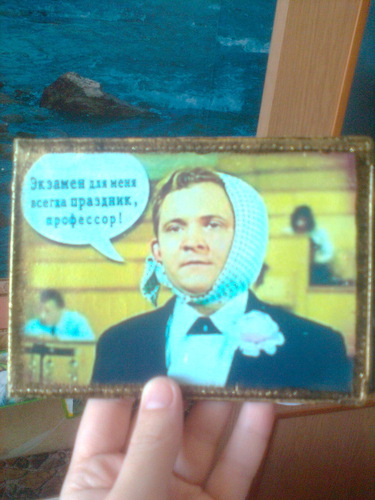 Экзамен для меня
всегда праздник,
профессор!